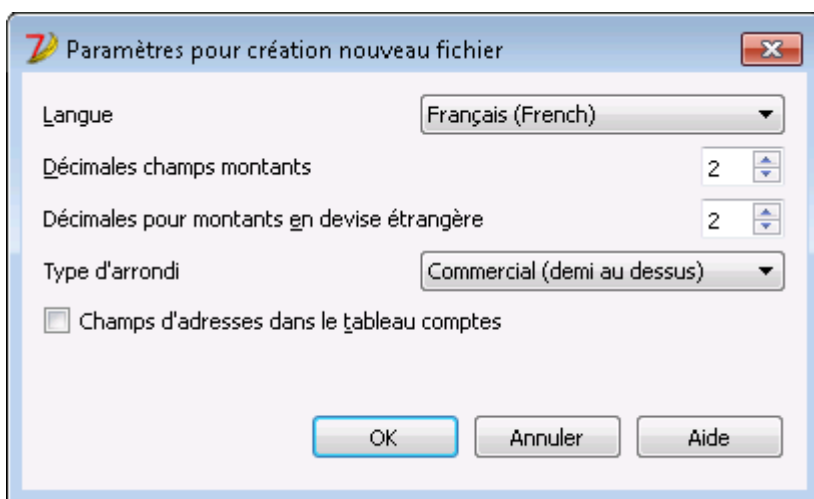 Paramètres pour création nouveau fichier
Langue Français (French)
Décimales champs montants 2
Décimales pour montants en devise étrangère 2
Type d'arrondi Commercial (demi au dessus)
Champs d'adresses dans le tableau comptes
OK Annuler Aide